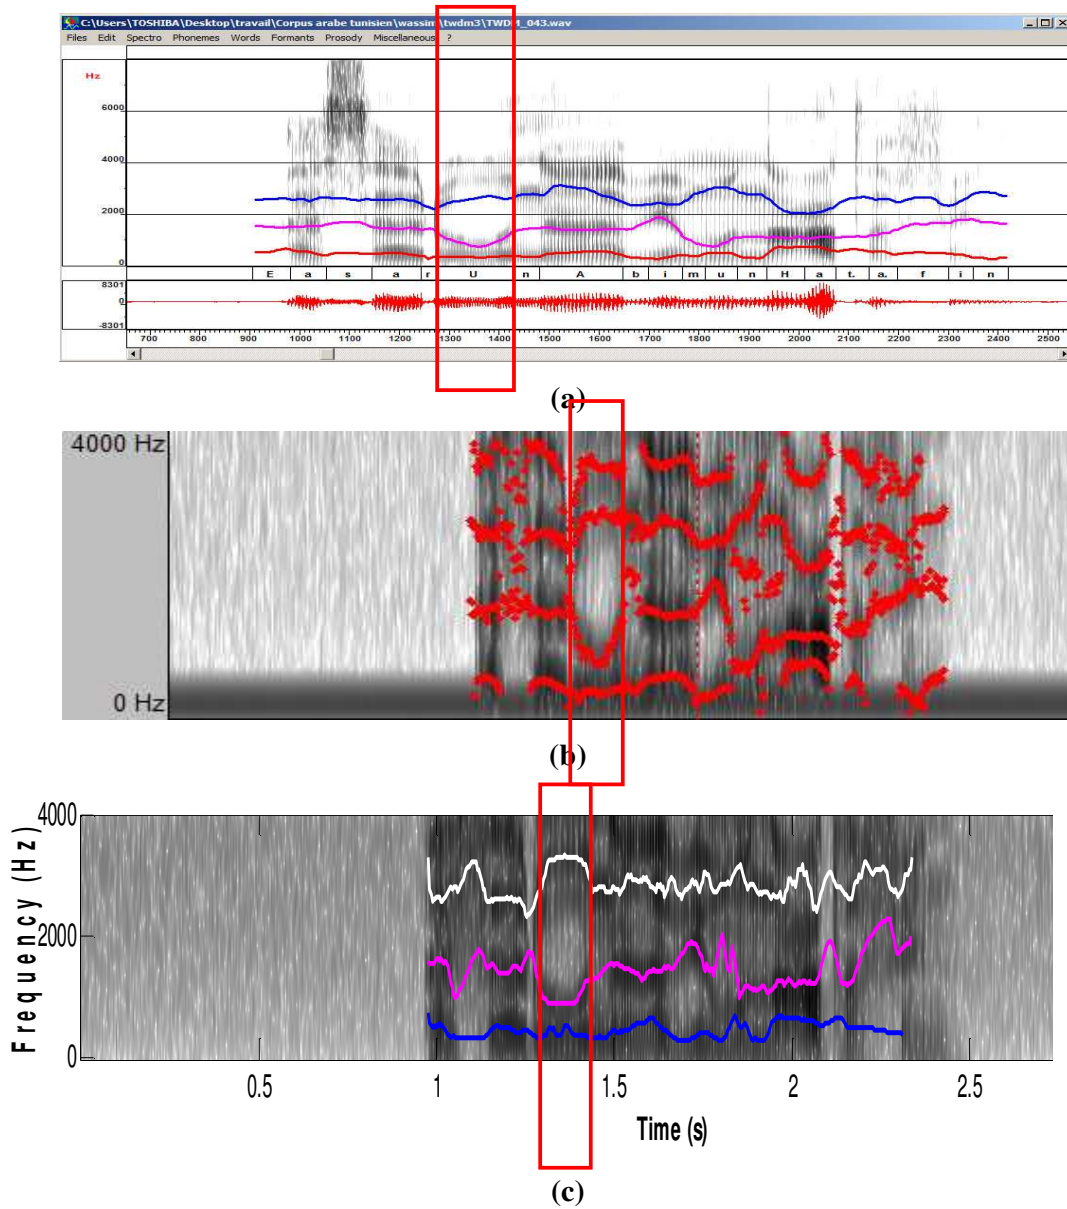 C:\Users\TOSHIBA\Desktop\travail\Corpus arabe tunisien\wassim\twdm3\TWDM_043.wav
Files Edit Spectro Phonemes Words Formants Prosody Miscellaneous ?
Hz
6000
4000
2000
0
E a s a r U n A b i m u n H a t. a. f i n
8301
0
-8301
700 800 900 1000 1100 1200 1300 1400 1500 1600 1700 1800 1900 2000 2100 2200 2300 2400 2500
(a)
4000 Hz
0 Hz
(b)
4000
2000
0
Frequency (Hz)
0.5 1 1.5 2 2.5
Time (s)
(c)